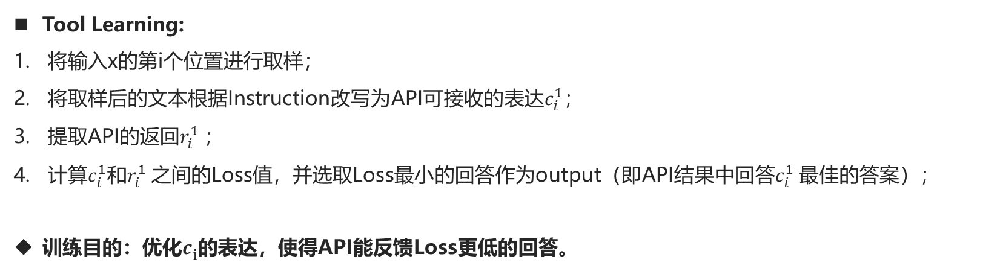 ■ Tool Learning:
1. 将输入x的第i个位置进行取样；
2. 将取样后的文本根据Instruction改写为API可接收的表达$c_i^1$；
3. 提取API的返回$r_i^1$；
4. 计算$c_i^1$和$r_i^1$ 之间的Loss值，并选取Loss最小的回答作为output（即API结果中回答$c_i^1$ 最佳的答案）；
◆ 训练目的：优化$c_i$的表达，使得API能反馈Loss更低的回答。